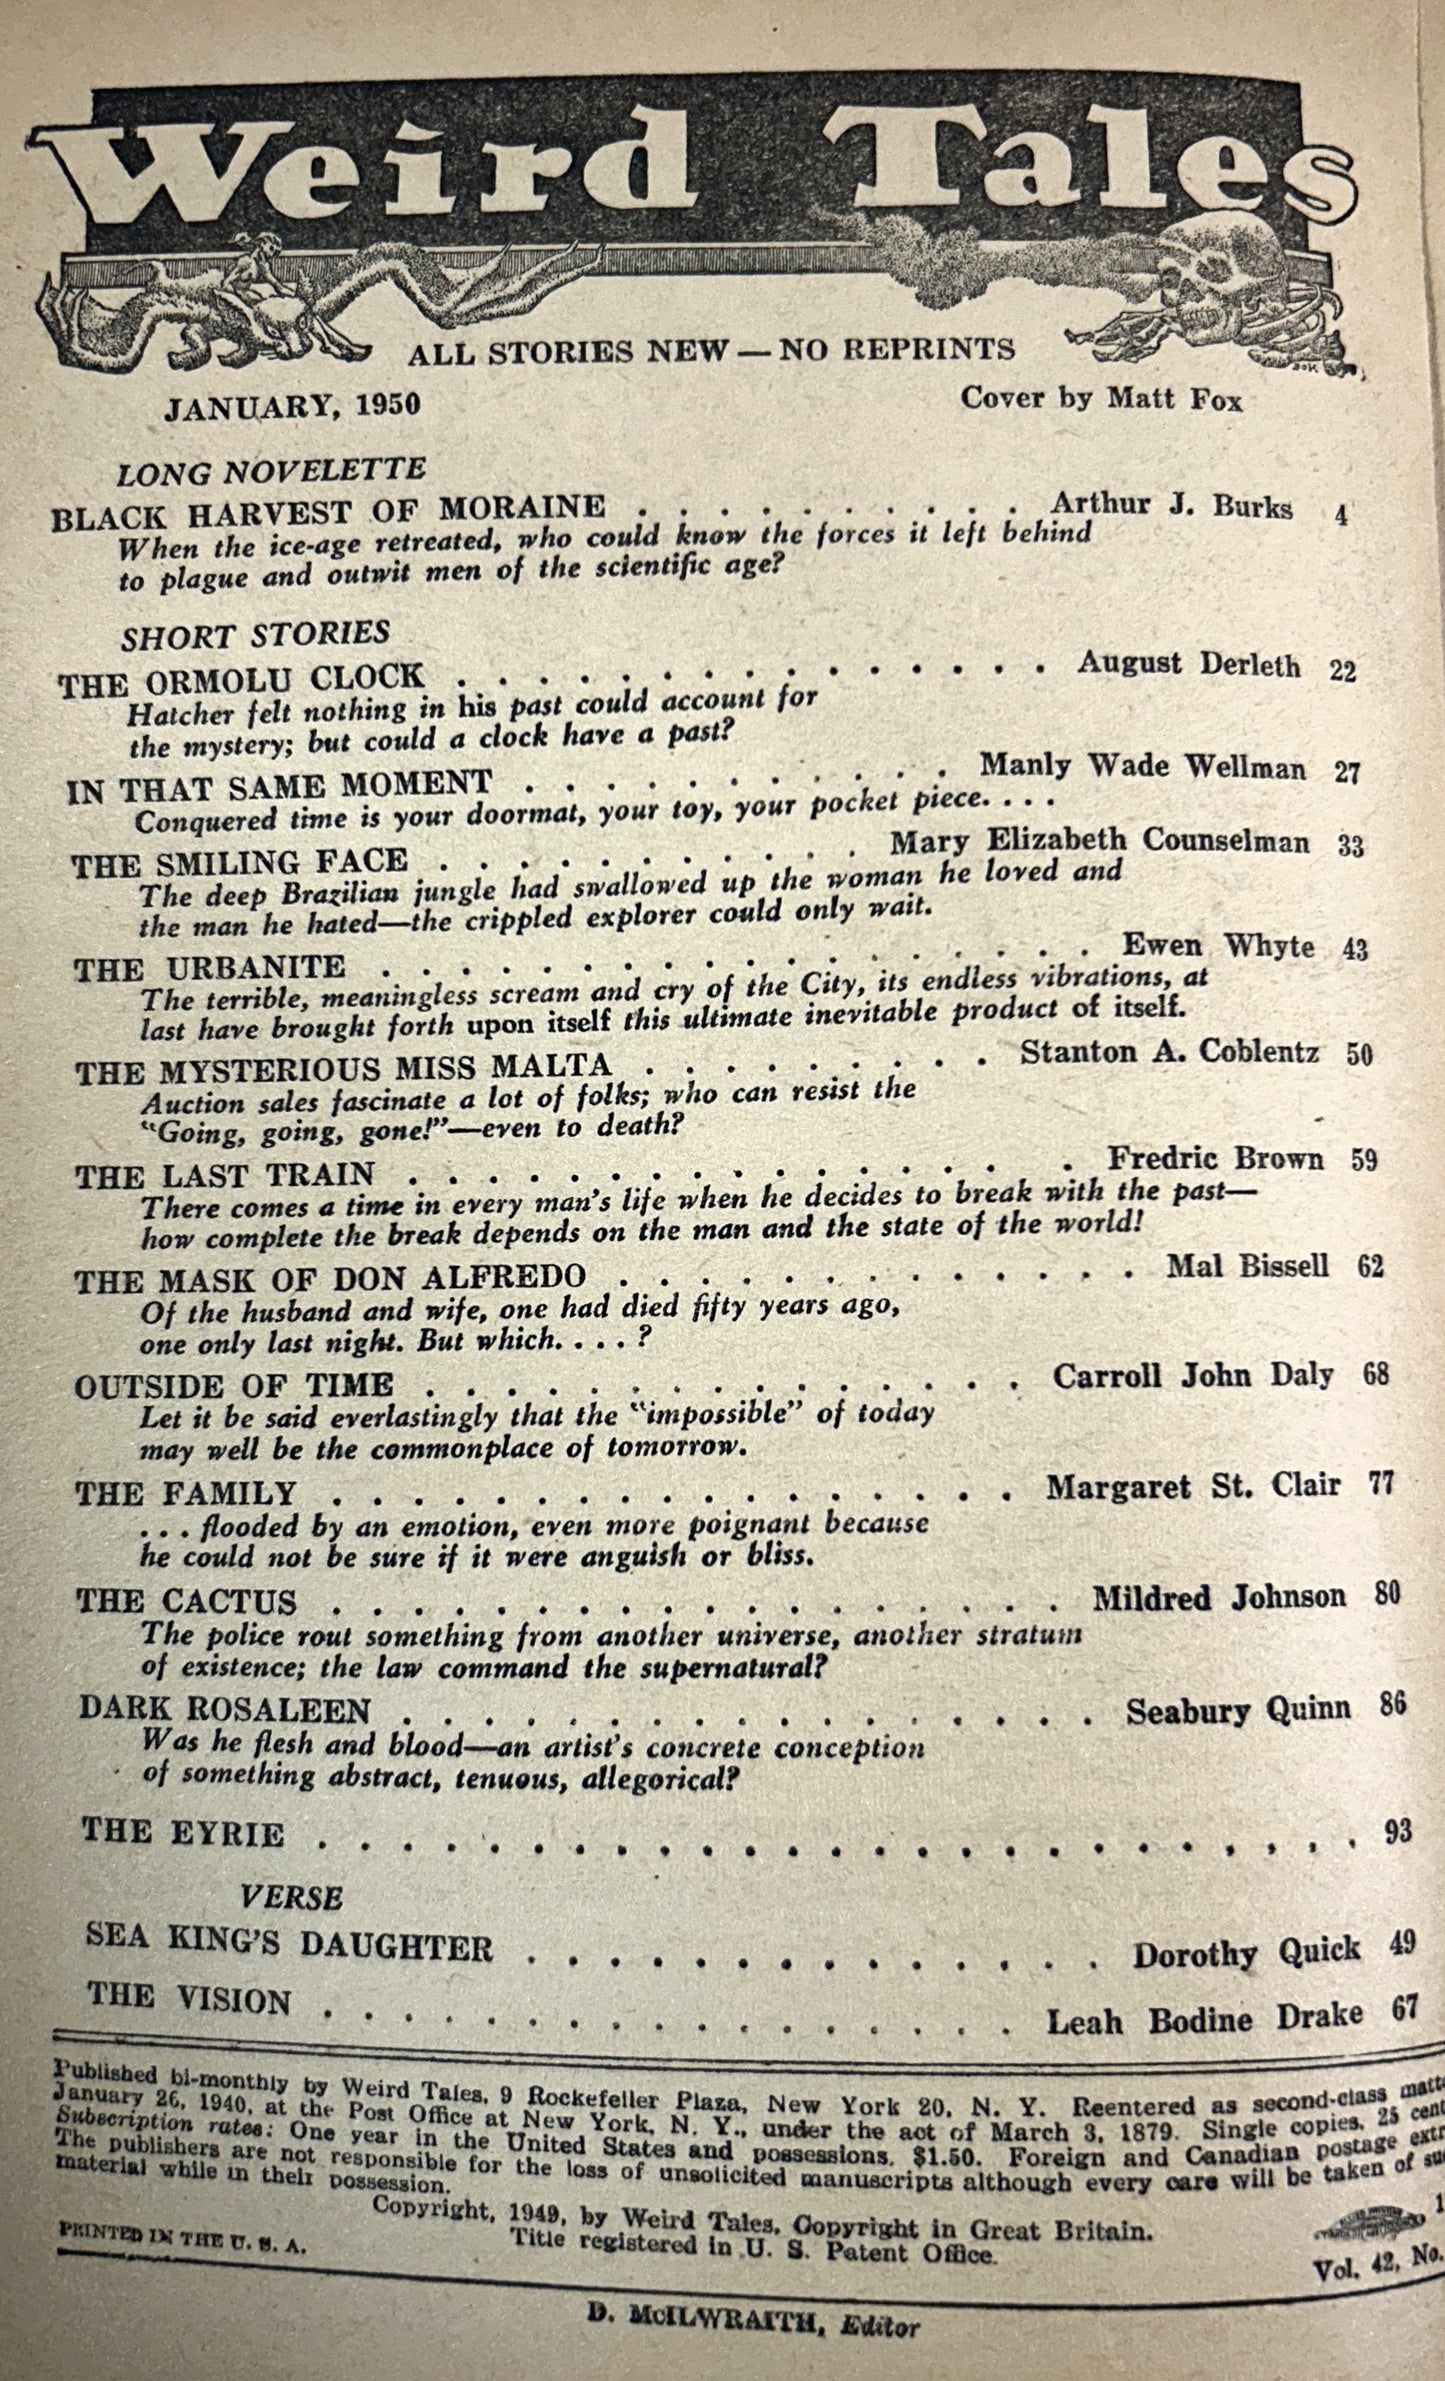 Weird Tales
ALL STORIES NEW — NO REPRINTS
JANUARY, 1950 Cover by Matt Fox
LONG NOVELETTE
BLACK HARVEST OF MORAINE . . . . . . . . . . Arthur J. Burks 4
When the ice-age retreated, who could know the forces it left behind
to plague and outwit men of the scientific age?
SHORT STORIES
THE ORMOLU CLOCK . . . . . . . . . . . . . . . August Derleth 22
Hatcher felt nothing in his past could account for
the mystery; but could a clock have a past?
IN THAT SAME MOMENT . . . . . . . . . . . Manly Wade Wellman 27
Conquered time is your doormat, your toy, your pocket piece. . . .
THE SMILING FACE . . . . . . . . . . . Mary Elizabeth Counselman 33
The deep Brazilian jungle had swallowed up the woman he loved and
the man he hated—the crippled explorer could only wait.
THE URBANITE . . . . . . . . . . . . . . . . . . Ewen Whyte 43
The terrible, meaningless scream and cry of the City, its endless vibrations, at
last have brought forth upon itself this ultimate inevitable product of itself.
THE MYSTERIOUS MISS MALTA . . . . . . . . . Stanton A. Coblentz 50
Auction sales fascinate a lot of folks; who can resist the
"Going, going, gone!"—even to death?
THE LAST TRAIN . . . . . . . . . . . . . . . . Fredric Brown 59
There comes a time in every man's life when he decides to break with the past—
how complete the break depends on the man and the state of the world!
THE MASK OF DON ALFREDO . . . . . . . . . . . . . Mal Bissell 62
Of the husband and wife, one had died fifty years ago,
one only last night. But which. . . . ?
OUTSIDE OF TIME . . . . . . . . . . . . . . . Carroll John Daly 68
Let it be said everlastingly that the "impossible" of today
may well be the commonplace of tomorrow.
THE FAMILY . . . . . . . . . . . . . . . . . Margaret St. Clair 77
. . . flooded by an emotion, even more poignant because
he could not be sure if it were anguish or bliss.
THE CACTUS . . . . . . . . . . . . . . . . . . Mildred Johnson 80
The police rout something from another universe, another stratum
of existence; the law command the supernatural?
DARK ROSALEEN . . . . . . . . . . . . . . . . . Seabury Quinn 86
Was he flesh and blood—an artist's concrete conception
of something abstract, tenuous, allegorical?
THE EYRIE . . . . . . . . . . . . . . . . . . . . . . . . . 93
VERSE
SEA KING'S DAUGHTER . . . . . . . . . . . . . . Dorothy Quick 49
THE VISION . . . . . . . . . . . . . . . . . Leah Bodine Drake 67
Published bi-monthly by Weird Tales, 9 Rockefeller Plaza, New York 20, N. Y. Reentered as second-class
January 26, 1940, at the Post Office at New York, N. Y., under the act of March 3, 1879. Single copies, 25
Subscription rates: One year in the United States and possessions, $1.50. Foreign and Canadian postage
The publishers are not responsible for the loss of unsolicited manuscripts although every care will be taken of
material while in their possession.
Copyright, 1949, by Weird Tales, Copyright in Great Britain.
PRINTED IN THE U. S. A. Title registered in U. S. Patent Office. Vol. 42, No.
D. McILWRAITH, Editor